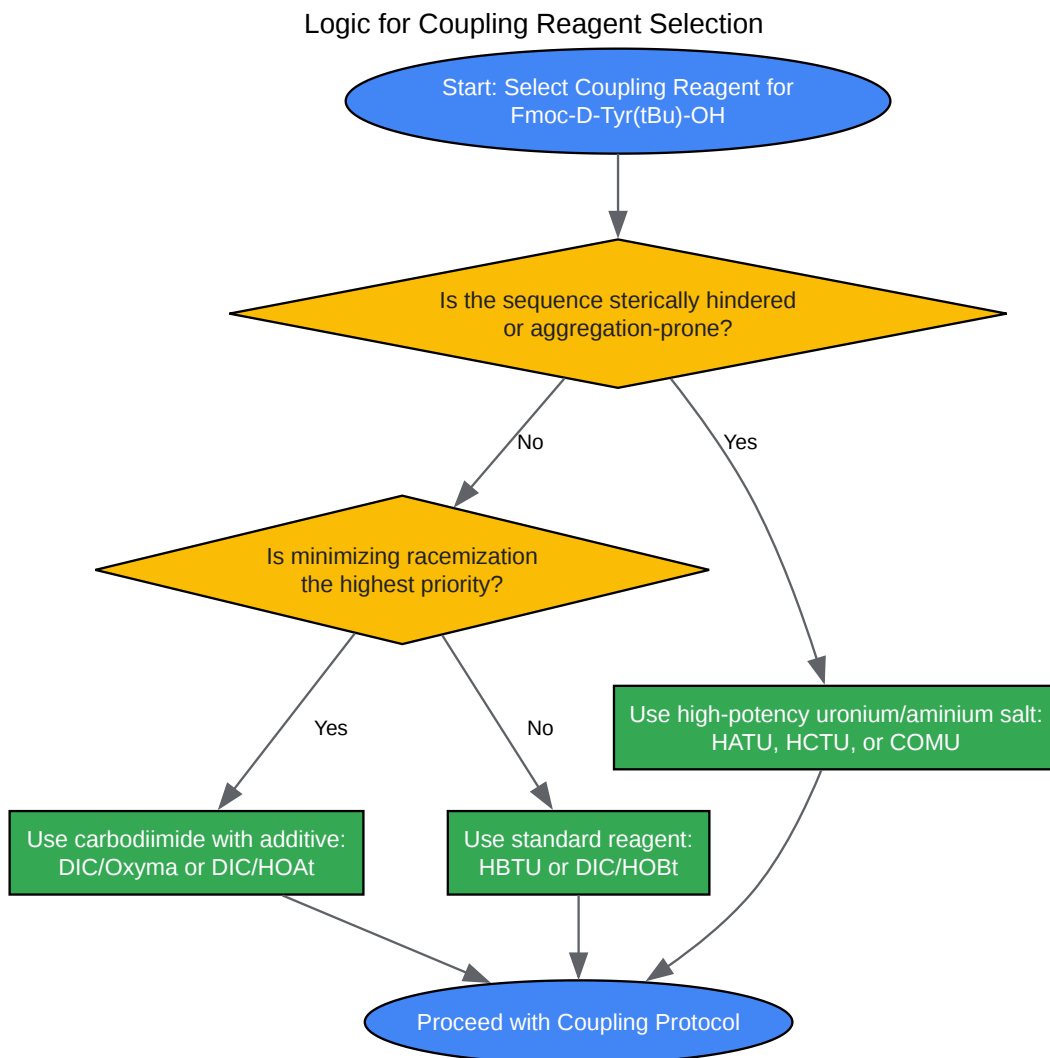 Logic for Coupling Reagent Selection
Start: Select Coupling Reagent for
Fmoc-D-Tyr(tBu)-OH
Is the sequence sterically hindered
or aggregation-prone?
No
Yes
Is minimizing racemization
the highest priority?
Use high-potency uronium/aminium salt:
HATU, HCTU, or COMU
Yes
No
Use carbodiimide with additive:
DIC/Oxyma or DIC/HOAt
Use standard reagent:
HBTU or DIC/HOBt
Proceed with Coupling Protocol